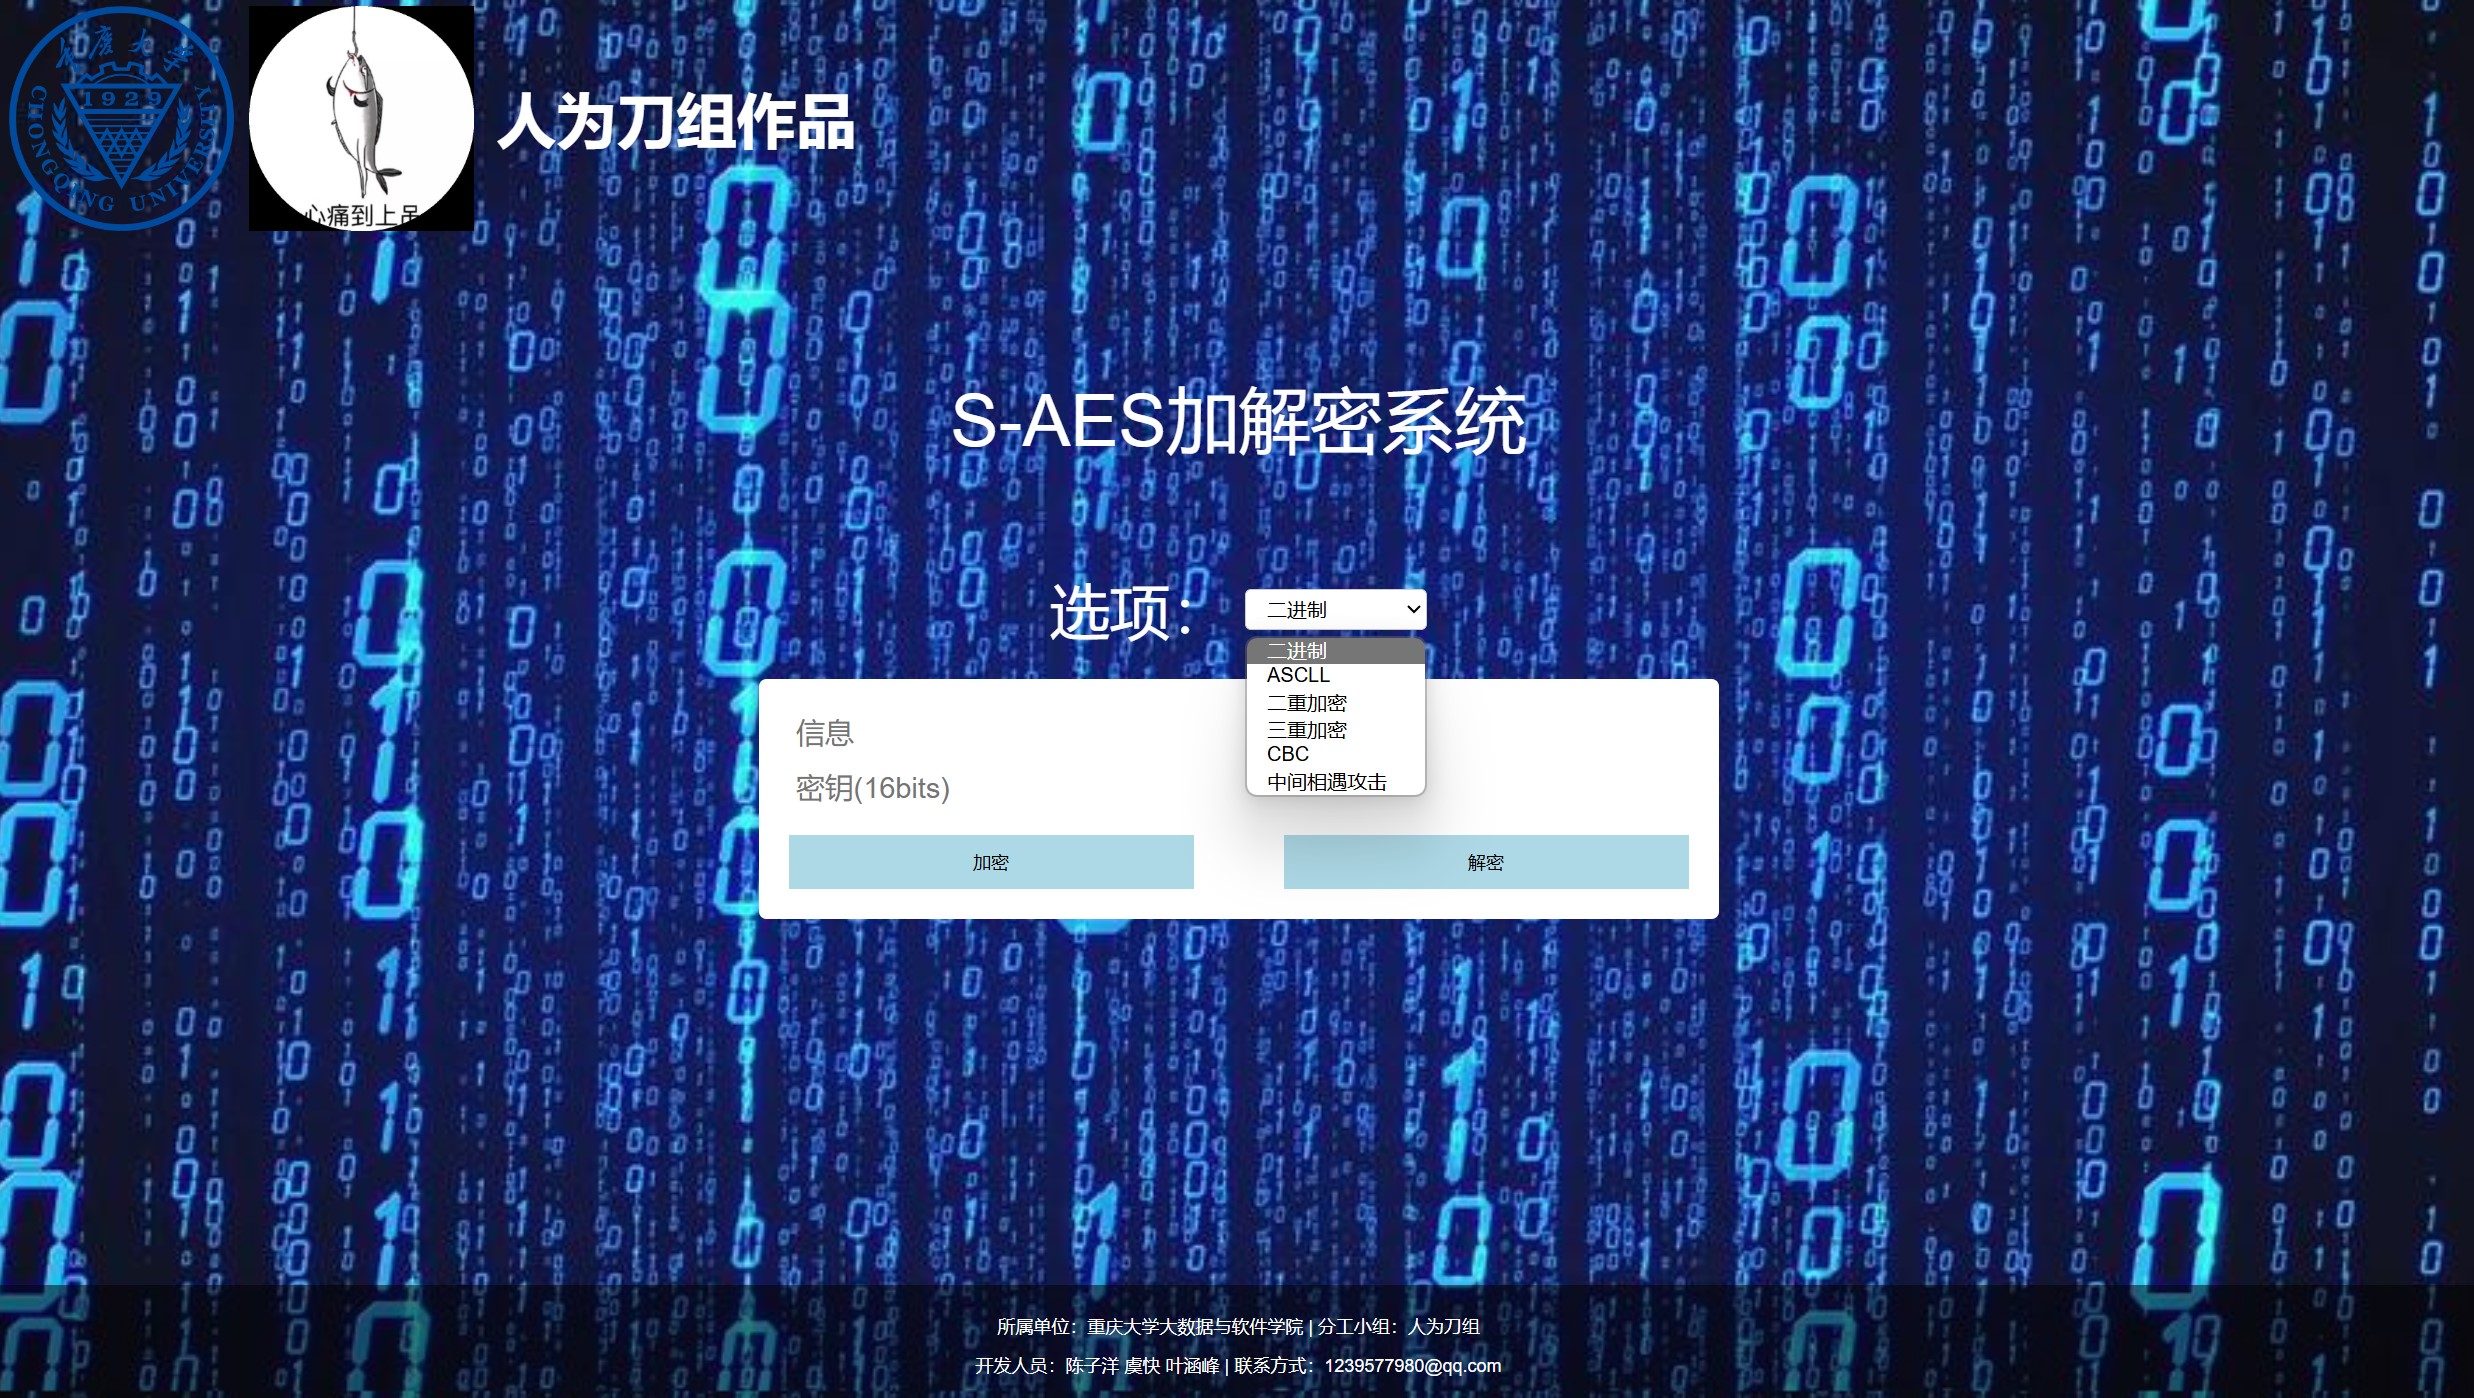 重庆大学
1929
CHONGQING UNIVERSITY
心痛到上吊
人为刀组作品
S-AES加解密系统
选项：
二进制
二进制
ASCLL
二重加密
三重加密
CBC
中间相遇攻击
信息
密钥(16bits)
加密
解密
所属单位：重庆大学大数据与软件学院 | 分工小组：人为刀组
开发人员：陈子洋 虞快 叶涵峰 | 联系方式：1239577980@qq.com